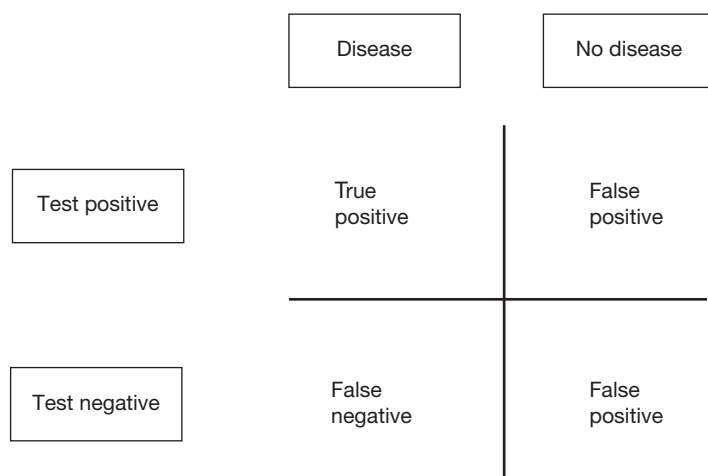 Disease
No disease
Test positive
True
positive
False
positive
Test negative
False
negative
False
positive